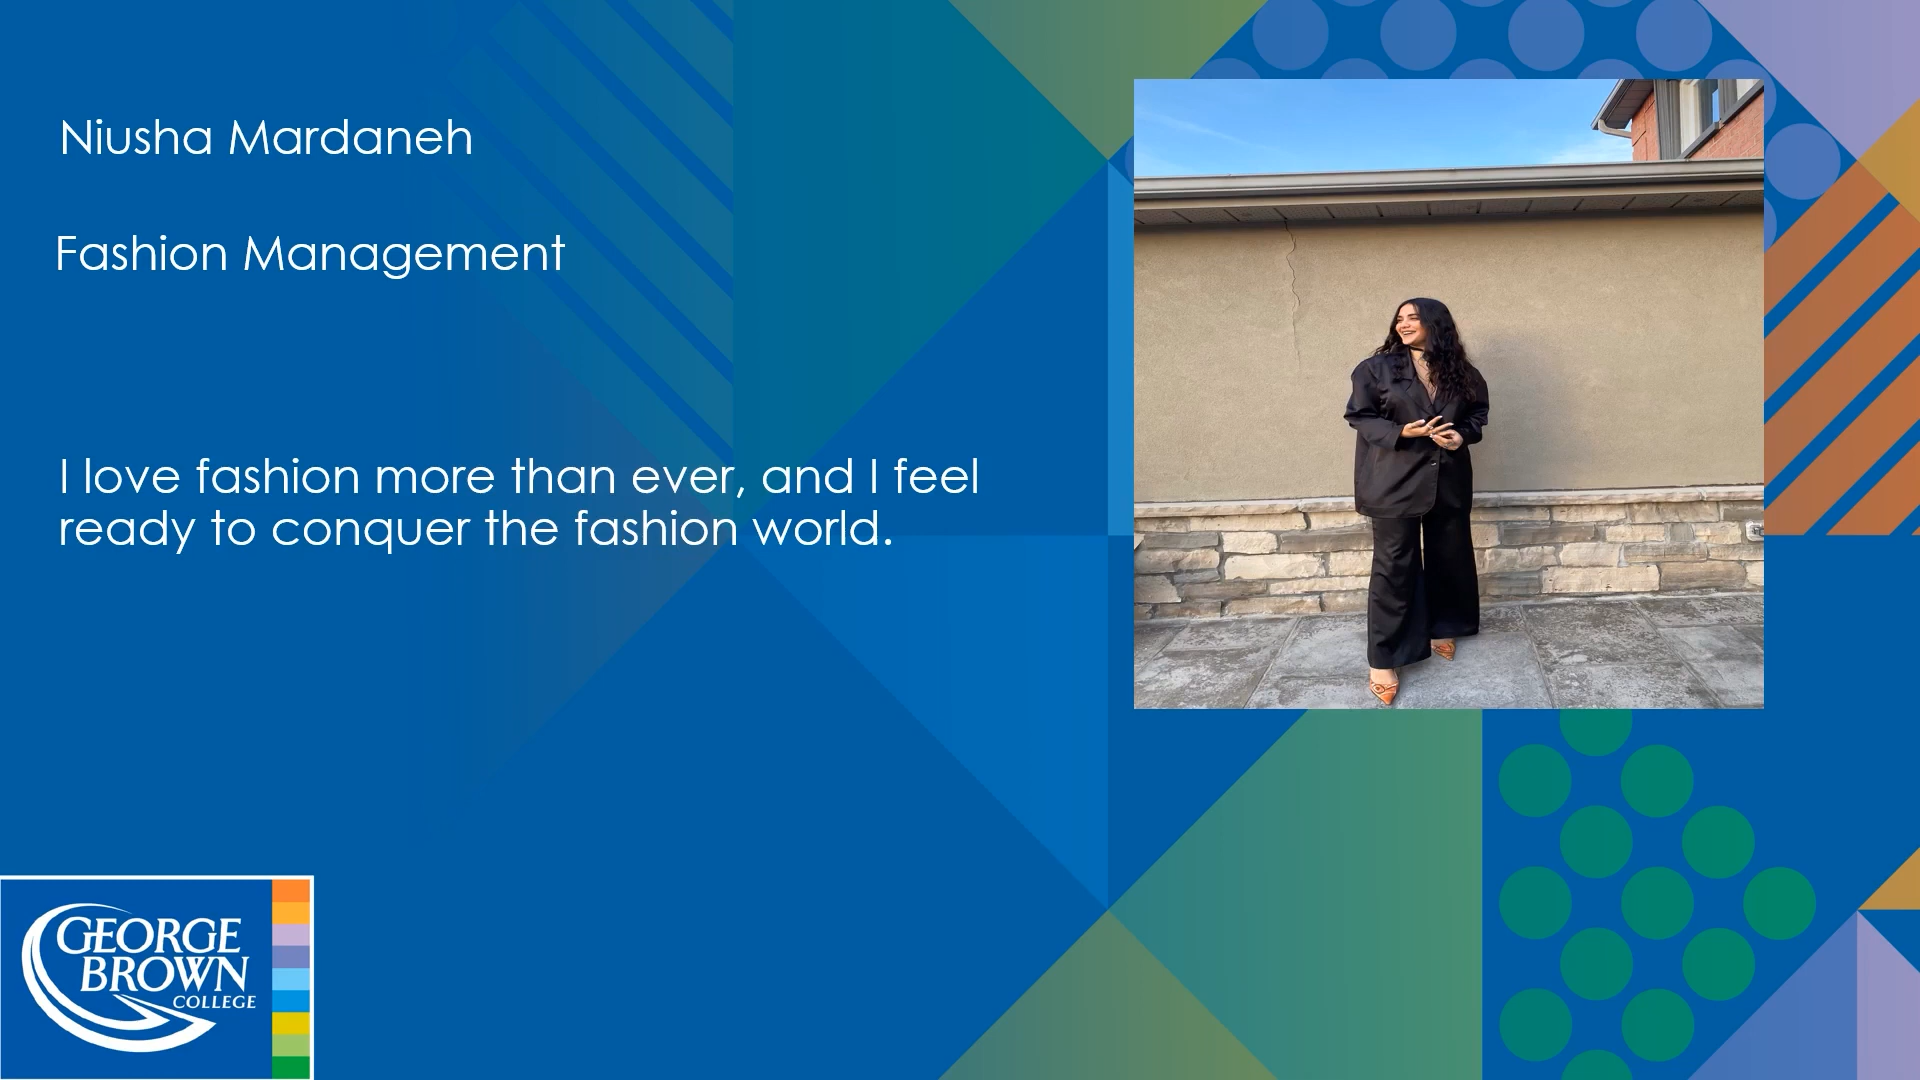 Niusha Mardaneh
Fashion Management
I love fashion more than ever, and I feel
ready to conquer the fashion world.
GEORGE
BROWN
COLLEGE